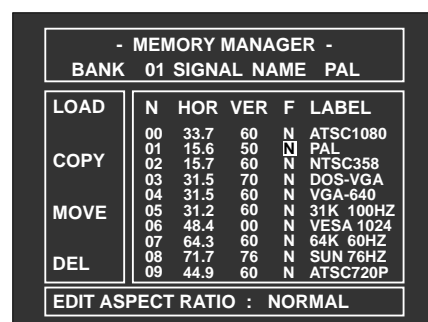 - MEMORY MANAGER -
BANK 01 SIGNAL NAME PAL
LOAD
COPY
MOVE
DEL
N HOR VER F LABEL
00 33.7 60 N ATSC1080
01 15.6 50 N PAL
02 15.7 60 N NTSC358
03 31.5 70 N DOS-VGA
04 31.5 60 N VGA-640
05 31.2 60 N 31K 100HZ
06 48.4 00 N VESA 1024
07 64.3 60 N 64K 60HZ
08 71.7 76 N SUN 76HZ
09 44.9 60 N ATSC720P
EDIT ASPECT RATIO : NORMAL